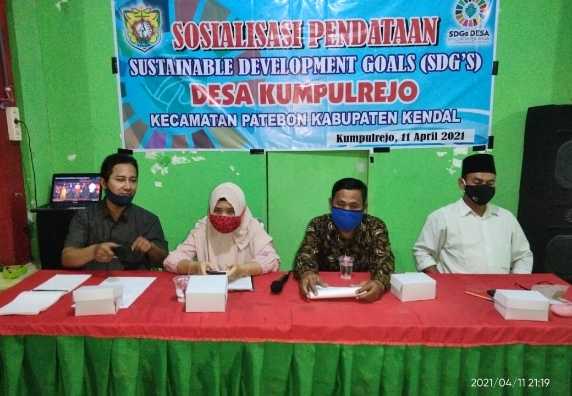 SDGs DESA
SOSIALISASI PENDATAAN
SUSTAINABLE DEVELOPMENT GOALS (SDG'S)
DESA KUMPULREJO
KECAMATAN PATEBON KABUPATEN KENDAL
Kumpulrejo, 11 April 2021
2021/04/11 21:19